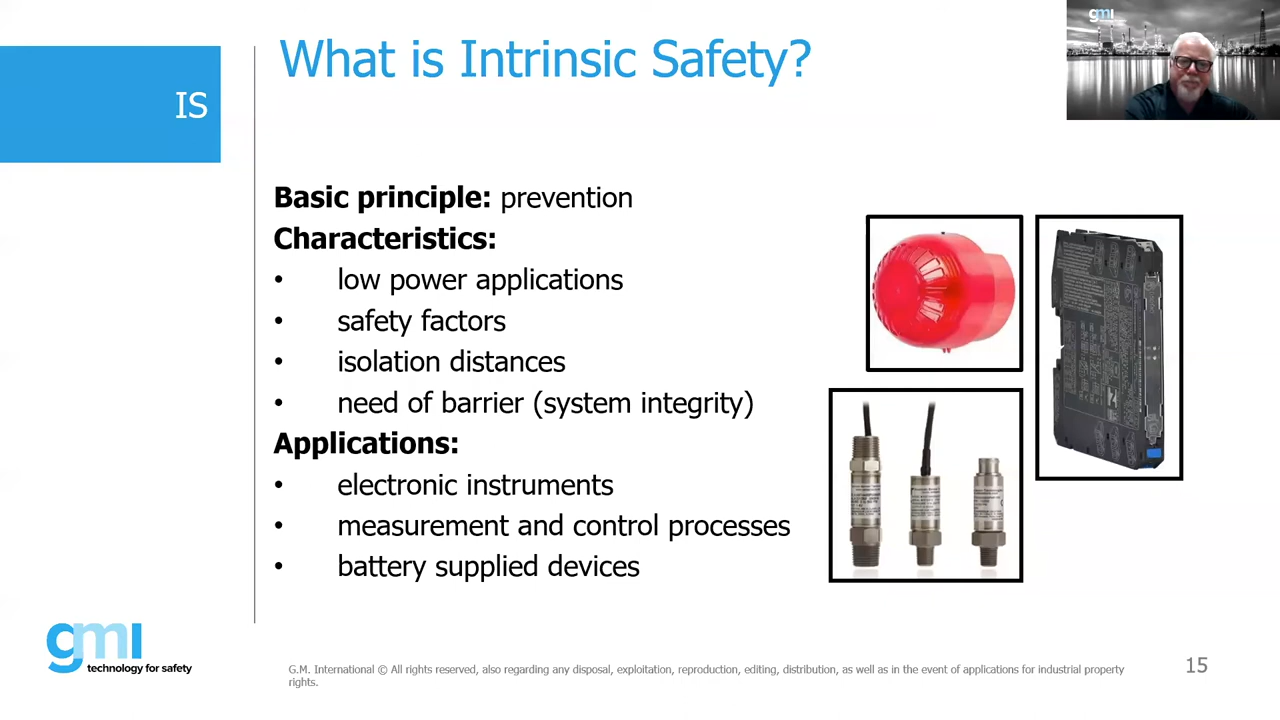 What is Intrinsic Safety?
gmi
IS
Basic principle: prevention
Characteristics:
• low power applications
• safety factors
• isolation distances
• need of barrier (system integrity)
Applications:
• electronic instruments
• measurement and control processes
• battery supplied devices
gmi
technology for safety
G.M. International © All rights reserved, also regarding any disposal, exploitation, reproduction, editing, distribution, as well as in the event of applications for industrial property
rights.
15